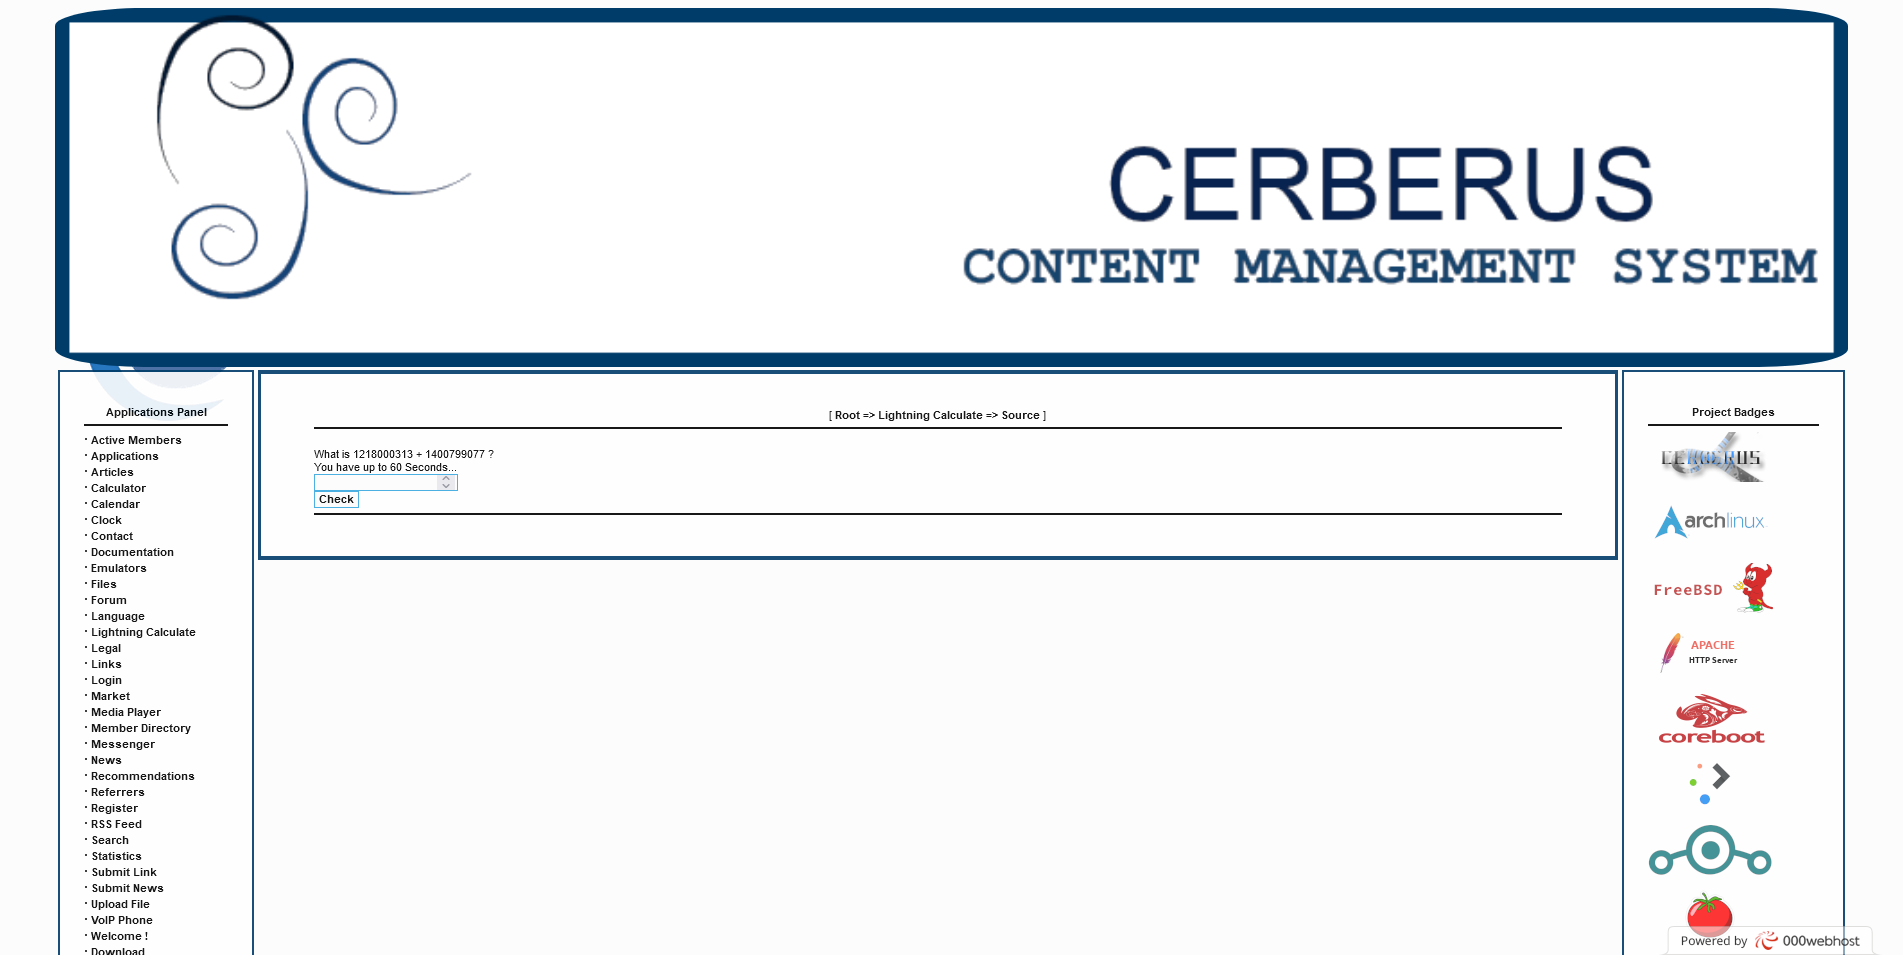 CERBERUS
CONTENT MANAGEMENT SYSTEM
Applications Panel
· Active Members
· Applications
· Articles
· Calculator
· Calendar
· Clock
· Contact
· Documentation
· Emulators
· Files
· Forum
· Language
· Lightning Calculate
· Legal
· Links
· Login
· Market
· Media Player
· Member Directory
· Messenger
· News
· Recommendations
· Referrers
· Register
· RSS Feed
· Search
· Statistics
· Submit Link
· Submit News
· Upload File
· VoIP Phone
· Welcome !
· Download
[ Root => Lightning Calculate => Source ]
What is 1218000313 + 1400799077 ?
You have up to 60 Seconds...
Check
Project Badges
CERBERUS
archlinux
FreeBSD
APACHE
HTTP Server
coreboot
Powered by 000webhost